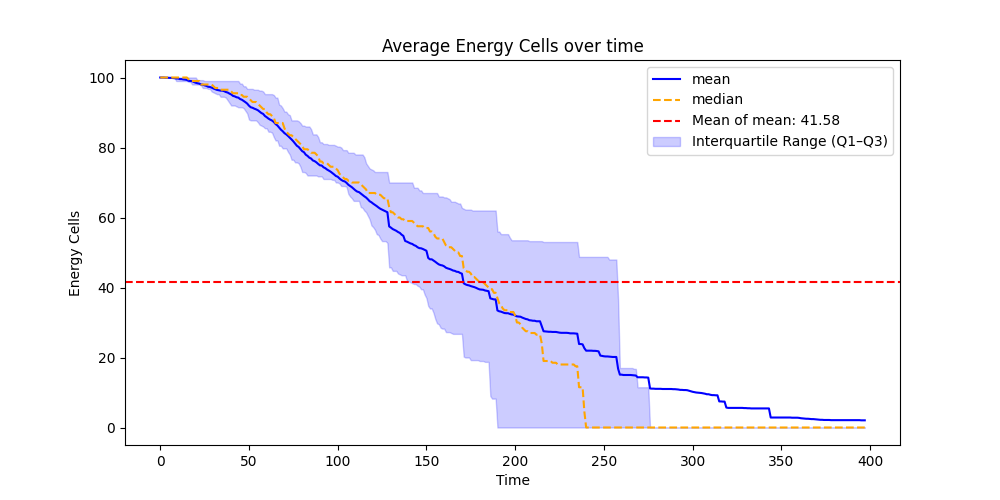 Average Energy Cells over time
mean
median
Mean of mean: 41.58
Interquartile Range (Q1–Q3)
Energy Cells
100
80
60
40
20
0
0 50 100 150 200 250 300 350 400
Time